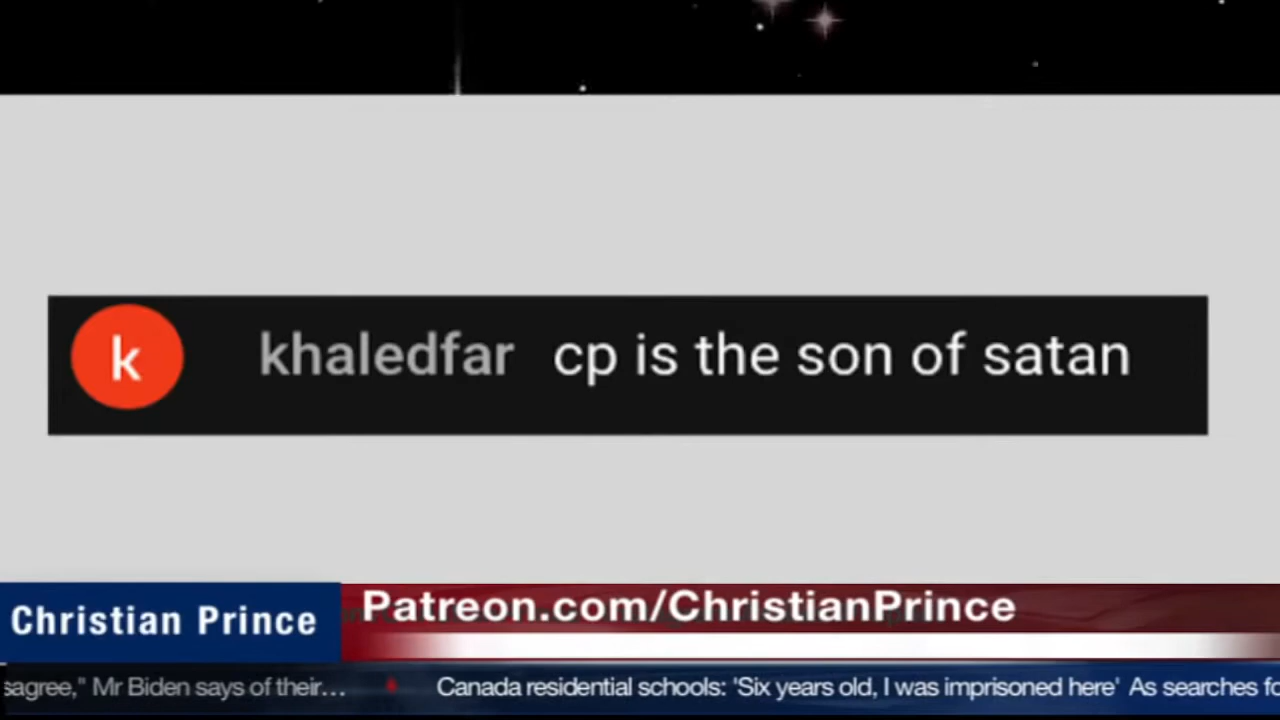 k khaledfar cp is the son of satan
Christian Prince
Patreon.com/ChristianPrince
sagree," Mr Biden says of their… Canada residential schools: 'Six years old, I was imprisoned here' As searches fo